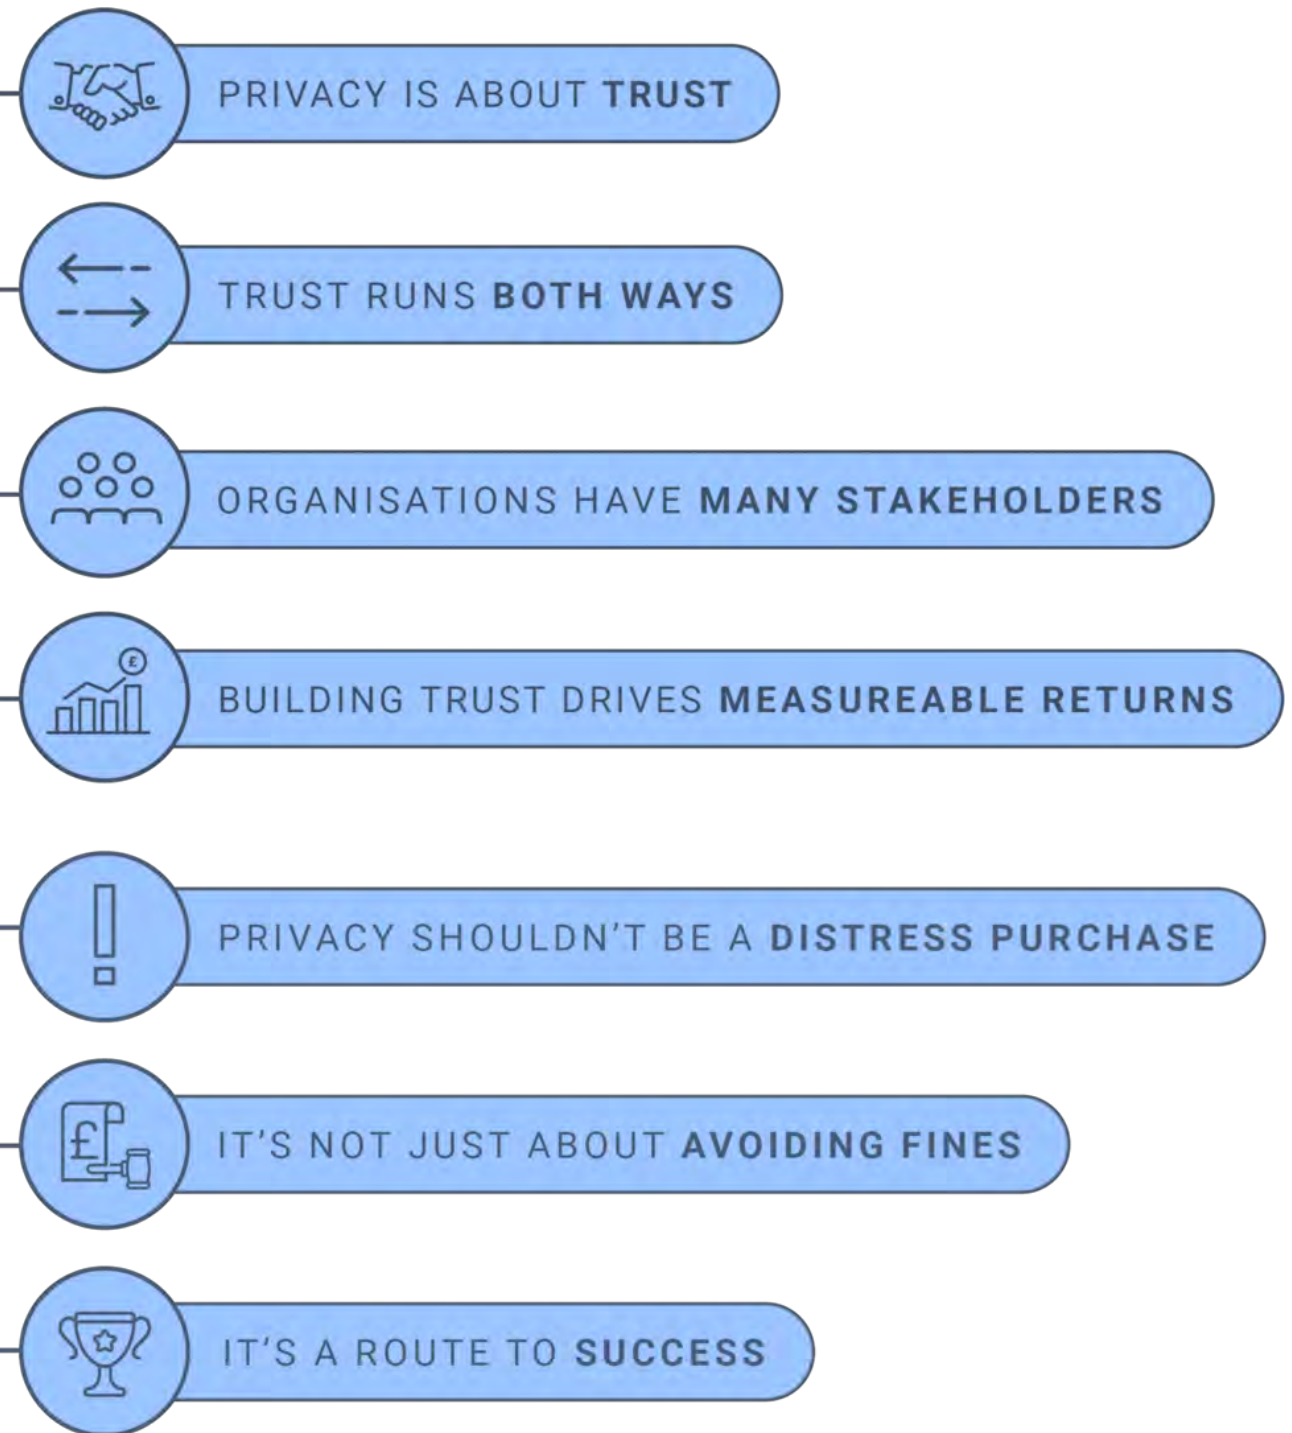 PRIVACY IS ABOUT TRUST
TRUST RUNS BOTH WAYS
ORGANISATIONS HAVE MANY STAKEHOLDERS
£
BUILDING TRUST DRIVES MEASUREABLE RETURNS
PRIVACY SHOULDN'T BE A DISTRESS PURCHASE
£
IT'S NOT JUST ABOUT AVOIDING FINES
IT'S A ROUTE TO SUCCESS